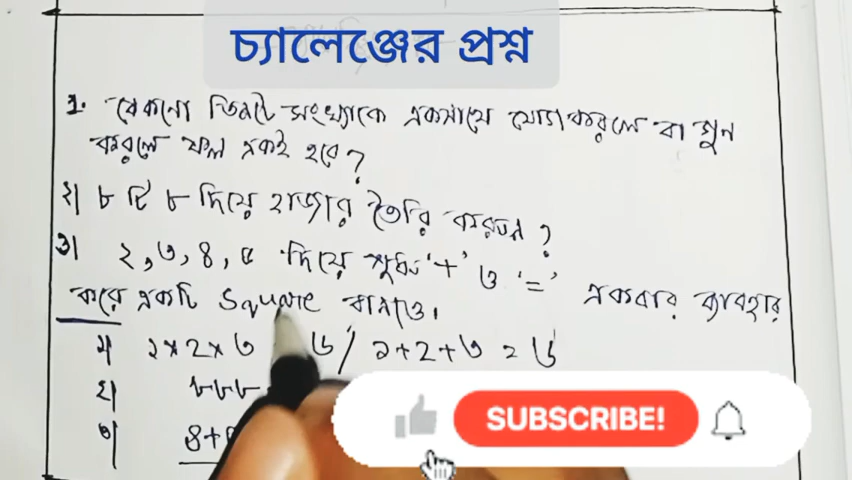 চ্যালেঞ্জের প্রশ্ন
১. কোনো তিনটে সংখ্যাকে একসাথে যোগ করলে বা গুন
করলে ফল একই হবে?
২। ৮ টি ৮ দিয়ে হাজার তৈরি করুন?
৩। ২, ৩, ৪, ৫ দিয়ে শুধু '+' ও '=' একবার ব্যবহার
করে একটি Square বানাও।
১। ১×২×৩ ৬ / ১+২+৩ = ৬
২। ৮৮৮
৩। ৪+
SUBSCRIBE!